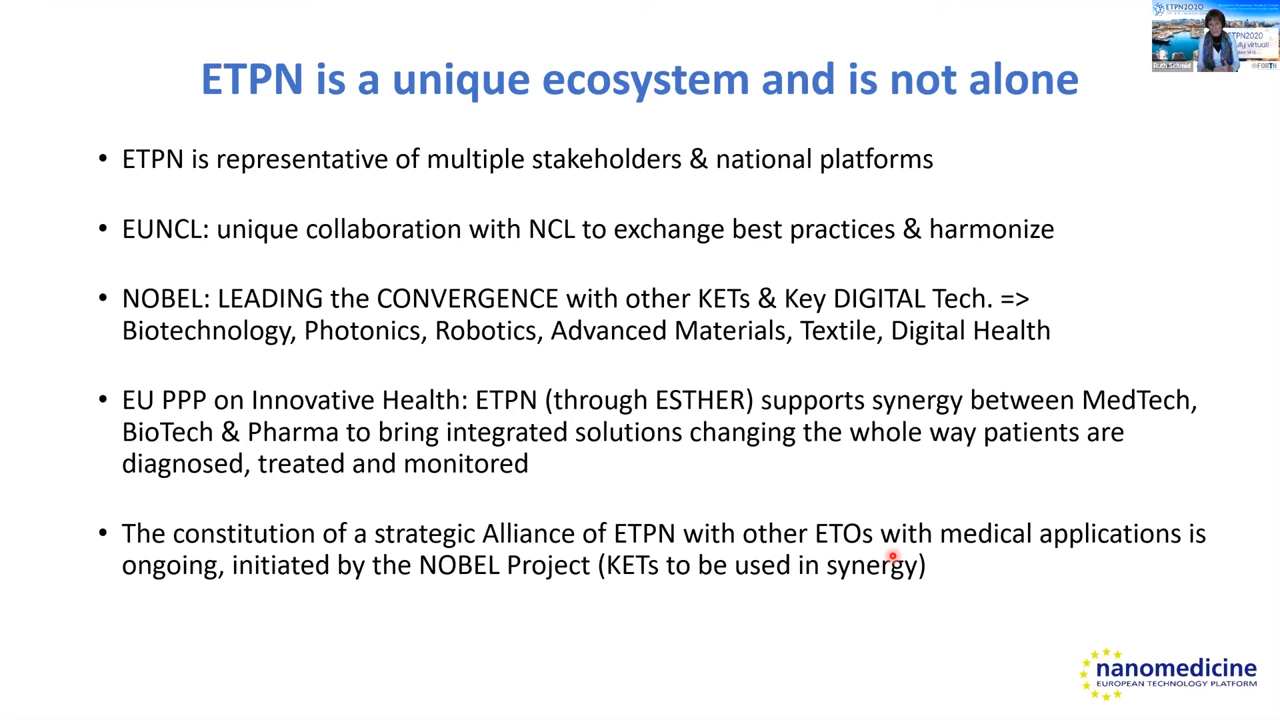 ETPN2020
ETPN is a unique ecosystem and is not alone
ETPN2020
Ruth Schmid
FORTH
• ETPN is representative of multiple stakeholders & national platforms
• EUNCL: unique collaboration with NCL to exchange best practices & harmonize
• NOBEL: LEADING the CONVERGENCE with other KETs & Key DIGITAL Tech. =>
Biotechnology, Photonics, Robotics, Advanced Materials, Textile, Digital Health
• EU PPP on Innovative Health: ETPN (through ESTHER) supports synergy between MedTech,
BioTech & Pharma to bring integrated solutions changing the whole way patients are
diagnosed, treated and monitored
• The constitution of a strategic Alliance of ETPN with other ETOs with medical applications is
ongoing, initiated by the NOBEL Project (KETs to be used in synergy)
nanomedicine
EUROPEAN TECHNOLOGY PLATFORM